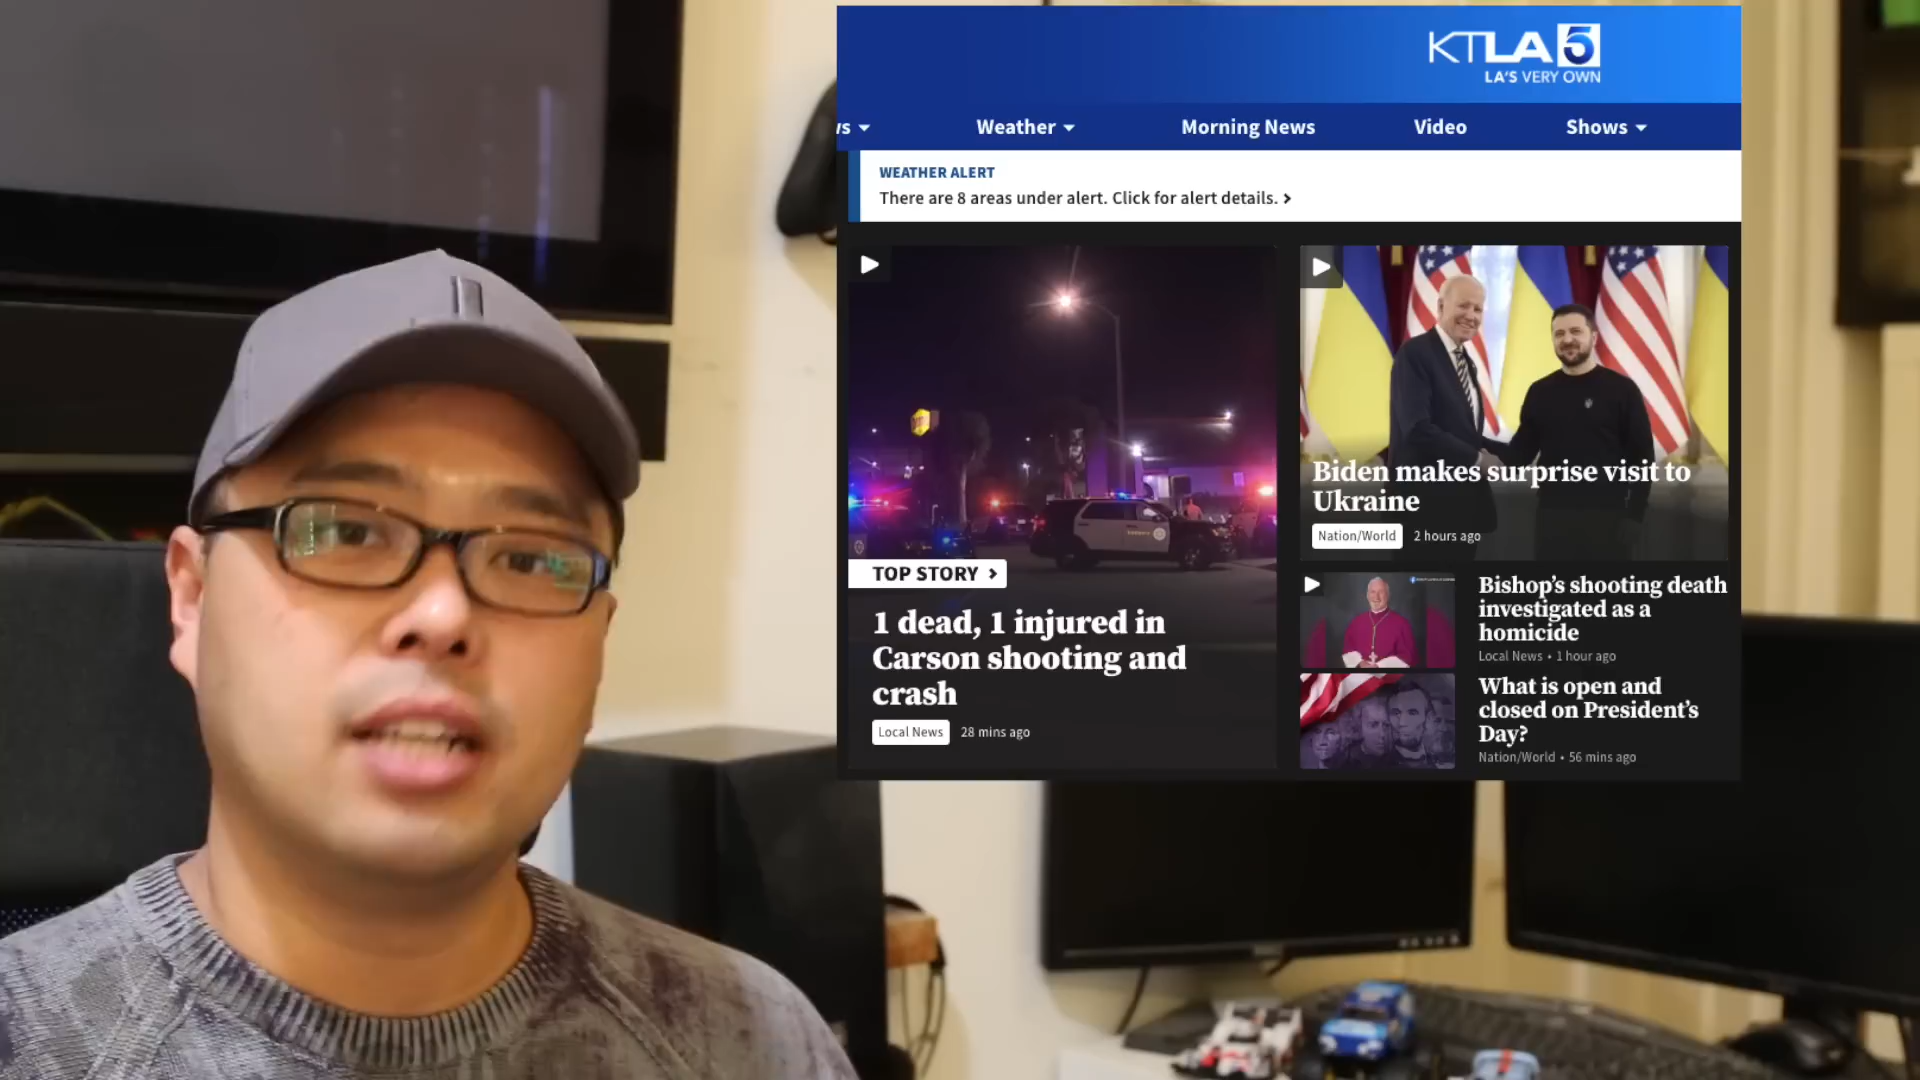 KTLA 5
LA'S VERY OWN
vs
Weather
Morning News
Video
Shows
WEATHER ALERT
There are 8 areas under alert. Click for alert details.
TOP STORY
1 dead, 1 injured in
Carson shooting and
crash
Local News 28 mins ago
Biden makes surprise visit to
Ukraine
Nation/World 2 hours ago
Bishop's shooting death
investigated as a
homicide
Local News • 1 hour ago
What is open and
closed on President's
Day?
Nation/World • 56 mins ago